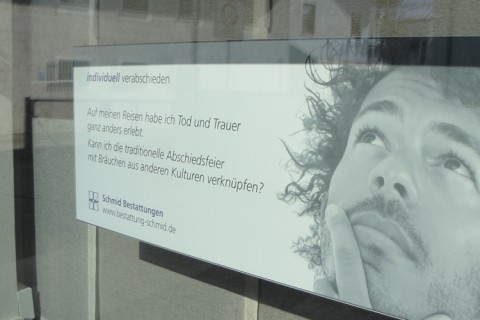 individuell verabschieden
Auf meinen Reisen habe ich Tod und Trauer
ganz anders erlebt.
Kann ich die traditionelle Abschiedsfeier
mit Bräuchen aus anderen Kulturen verknüpfen?
Schmid Bestattungen
www.bestattung-schmid.de